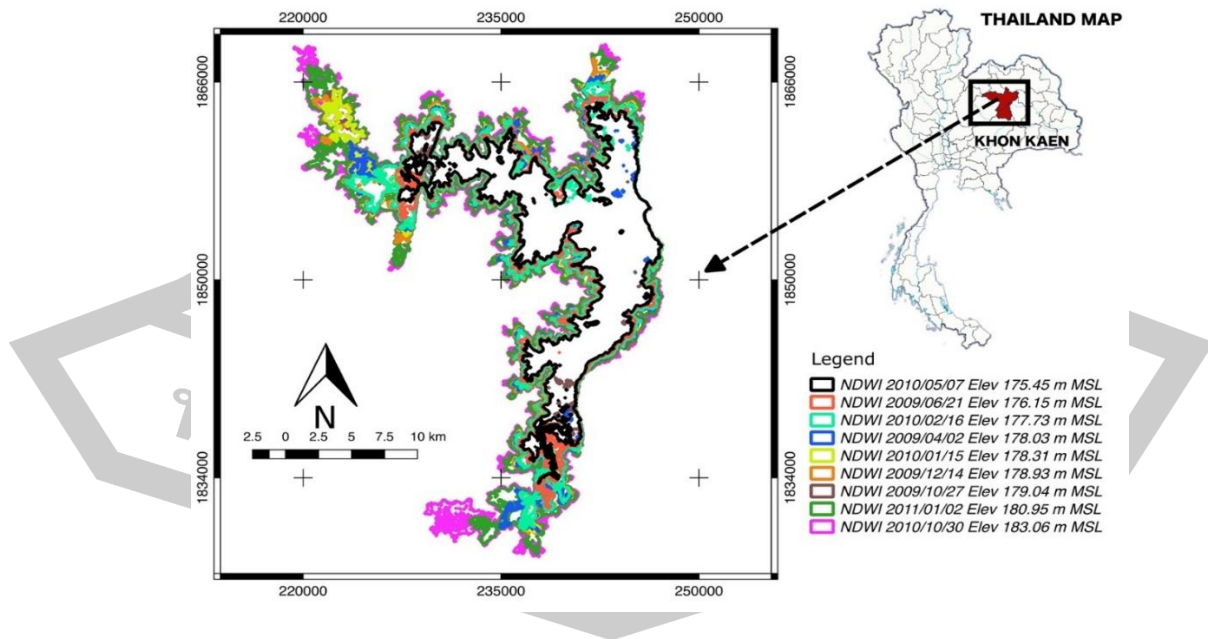 220000 235000 250000
THAILAND MAP
1866000 1866000
KHON KAEN
1850000 1850000
N
2.5 0 2.5 5 7.5 10 km
1834000 1834000
220000 235000 250000
Legend
NDWI 2010/05/07 Elev 175.45 m MSL
NDWI 2009/06/21 Elev 176.15 m MSL
NDWI 2010/02/16 Elev 177.73 m MSL
NDWI 2009/04/02 Elev 178.03 m MSL
NDWI 2010/01/15 Elev 178.31 m MSL
NDWI 2009/12/14 Elev 178.93 m MSL
NDWI 2009/10/27 Elev 179.04 m MSL
NDWI 2011/01/02 Elev 180.95 m MSL
NDWI 2010/10/30 Elev 183.06 m MSL